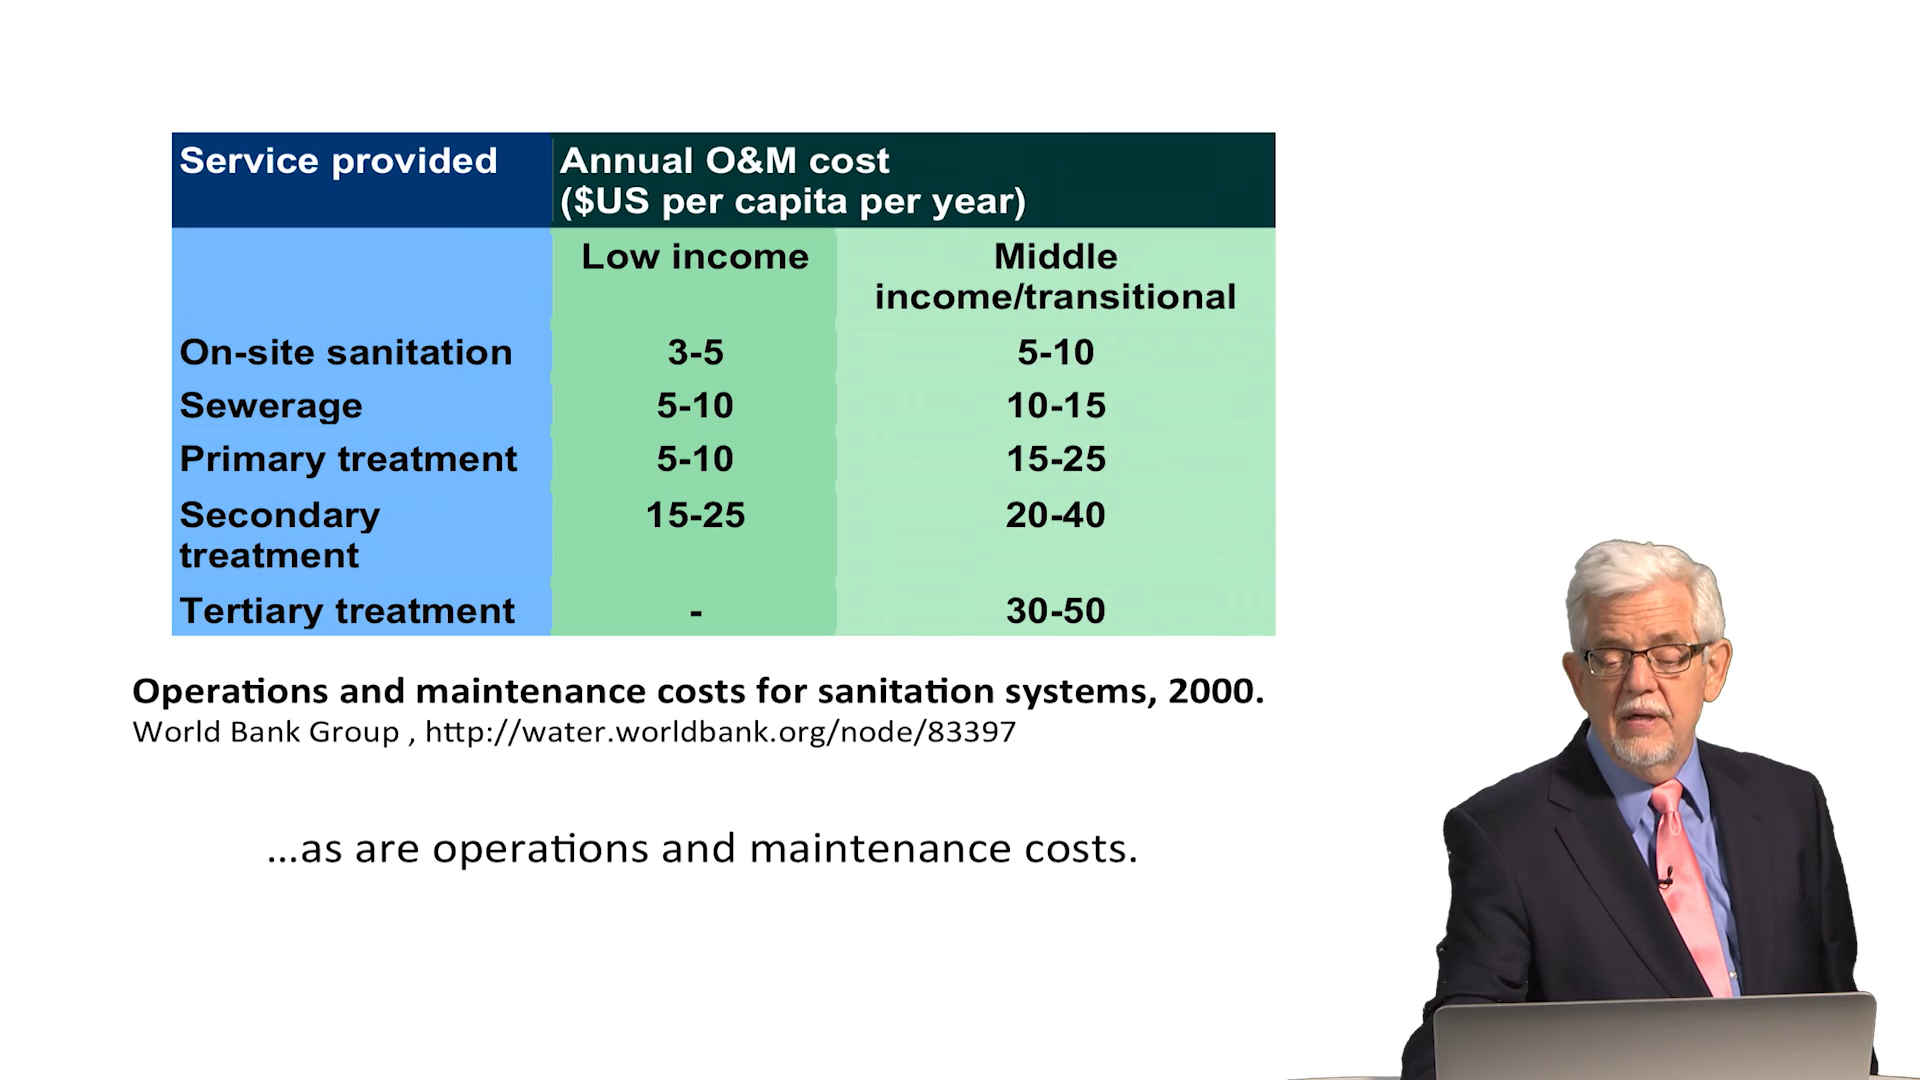 Service provided
Annual O&M cost
($US per capita per year)
Low income
Middle
income/transitional
On-site sanitation 3-5 5-10
Sewerage 5-10 10-15
Primary treatment 5-10 15-25
Secondary 15-25 20-40
treatment
Tertiary treatment - 30-50
Operations and maintenance costs for sanitation systems, 2000.
World Bank Group , http://water.worldbank.org/node/83397
...as are operations and maintenance costs.